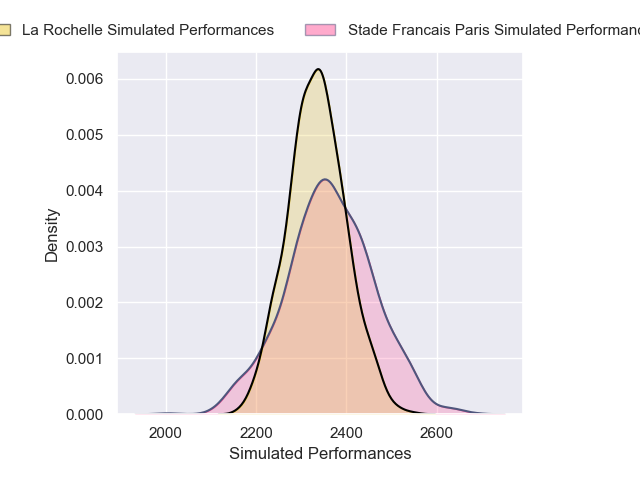 La Rochelle Simulated Performances
Stade Francais Paris Simulated
0.006
0.005
0.004
0.003
0.002
0.001
0.000
Density
2000 2200 2400 2600
Simulated Performances